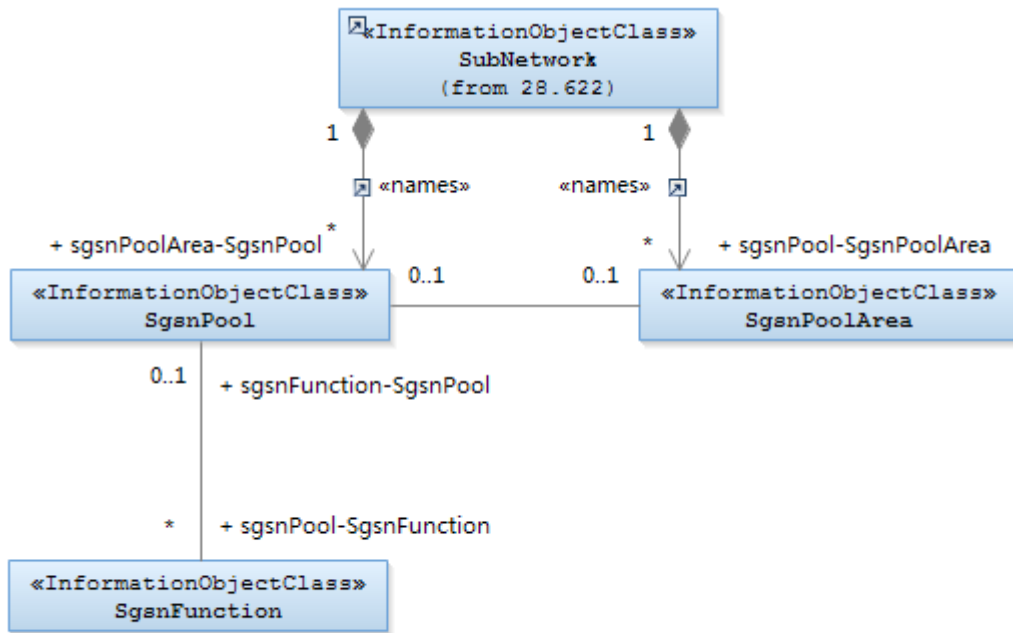 «InformationObjectClass»
SubNetwork
(from 28.622)
1
1
«names»
«names»
*
*
+ sgsnPoolArea-SgsnPool
+ sgsnPool-SgsnPoolArea
0..1
0..1
«InformationObjectClass»
SgsnPool
«InformationObjectClass»
SgsnPoolArea
0..1
+ sgsnFunction-SgsnPool
*
+ sgsnPool-SgsnFunction
«InformationObjectClass»
SgsnFunction